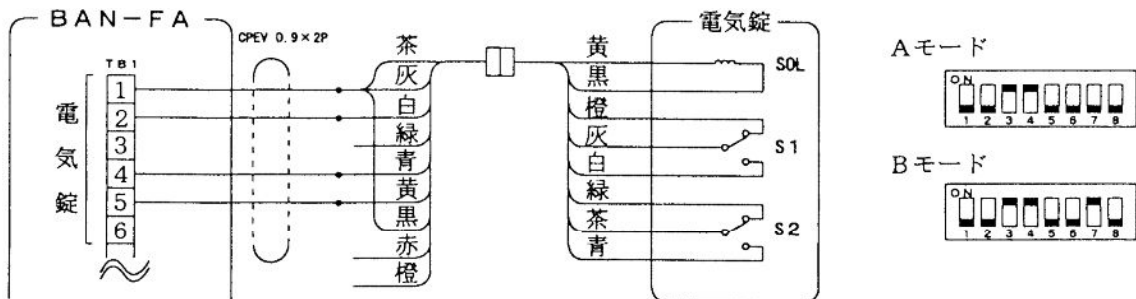 BAN-FA
TB1
電気錠
1
2
3
4
5
6
CPEV 0.9×2P
茶
灰
白
緑
青
黄
黒
赤
橙
黄
黒
橙
灰
白
緑
茶
青
電気錠
SOL
S1
S2
Aモード
ON
1 2 3 4 5 6 7 8
Bモード
ON
1 2 3 4 5 6 7 8